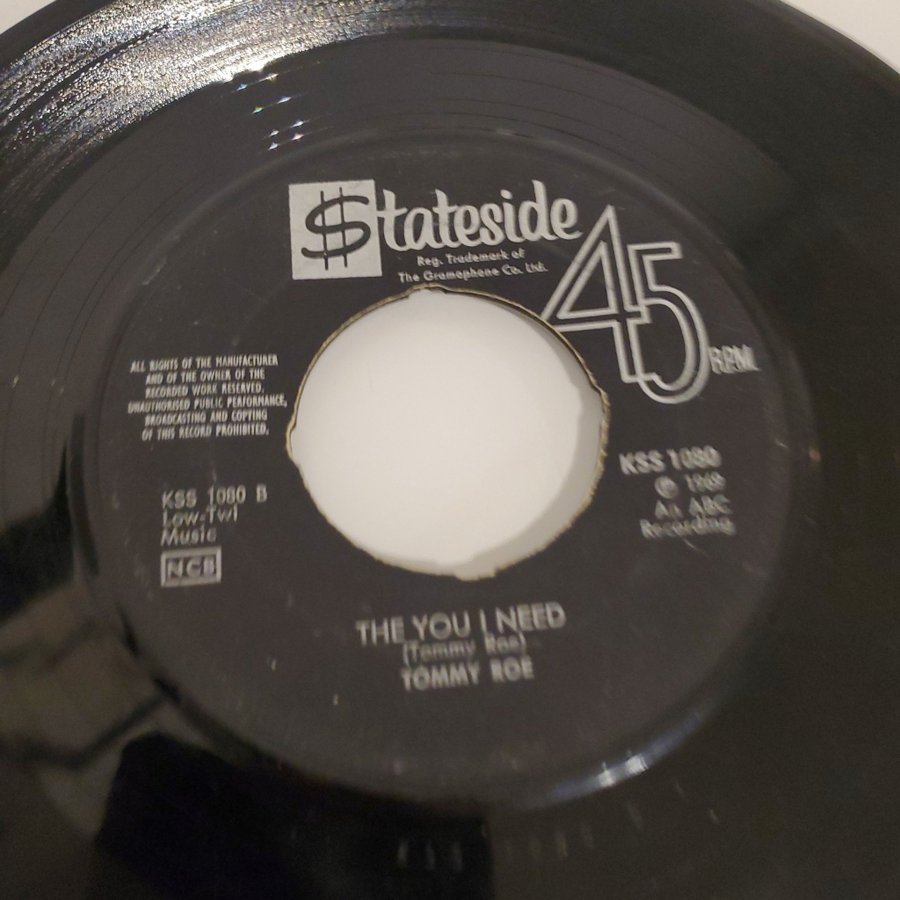 $tateside
Reg. Trademark of
The Gramophone Co. Ltd.
45 RPM
ALL RIGHTS OF THE MANUFACTURER
AND OF THE OWNER OF THE
RECORDED WORK RESERVED.
UNAUTHORISED PUBLIC PERFORMANCE,
BROADCASTING AND COPYING
OF THIS RECORD PROHIBITED.
KSS 1080
℗ 1969
An ABC
Recording
KSS 1080 B
Low-Twi
Music
NCB
THE YOU I NEED
(Tommy Roe)
TOMMY ROE